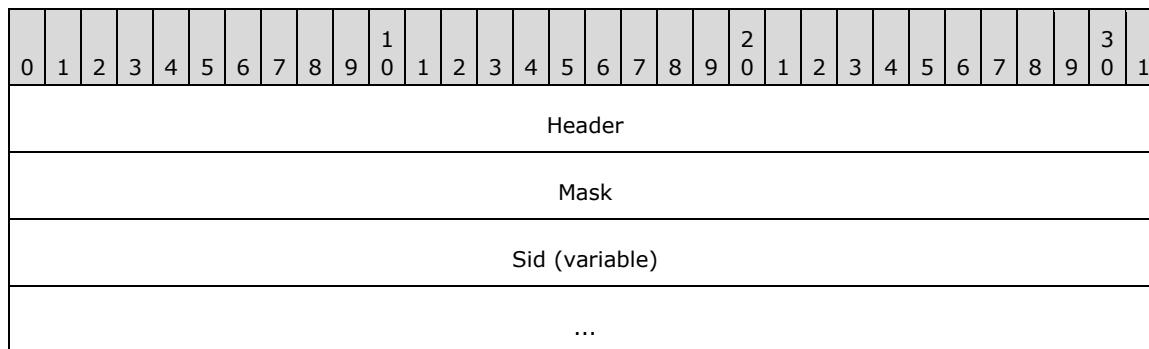 1 2 3
0 1 2 3 4 5 6 7 8 9 0 1 2 3 4 5 6 7 8 9 0 1 2 3 4 5 6 7 8 9 0 1
Header
Mask
Sid (variable)
...